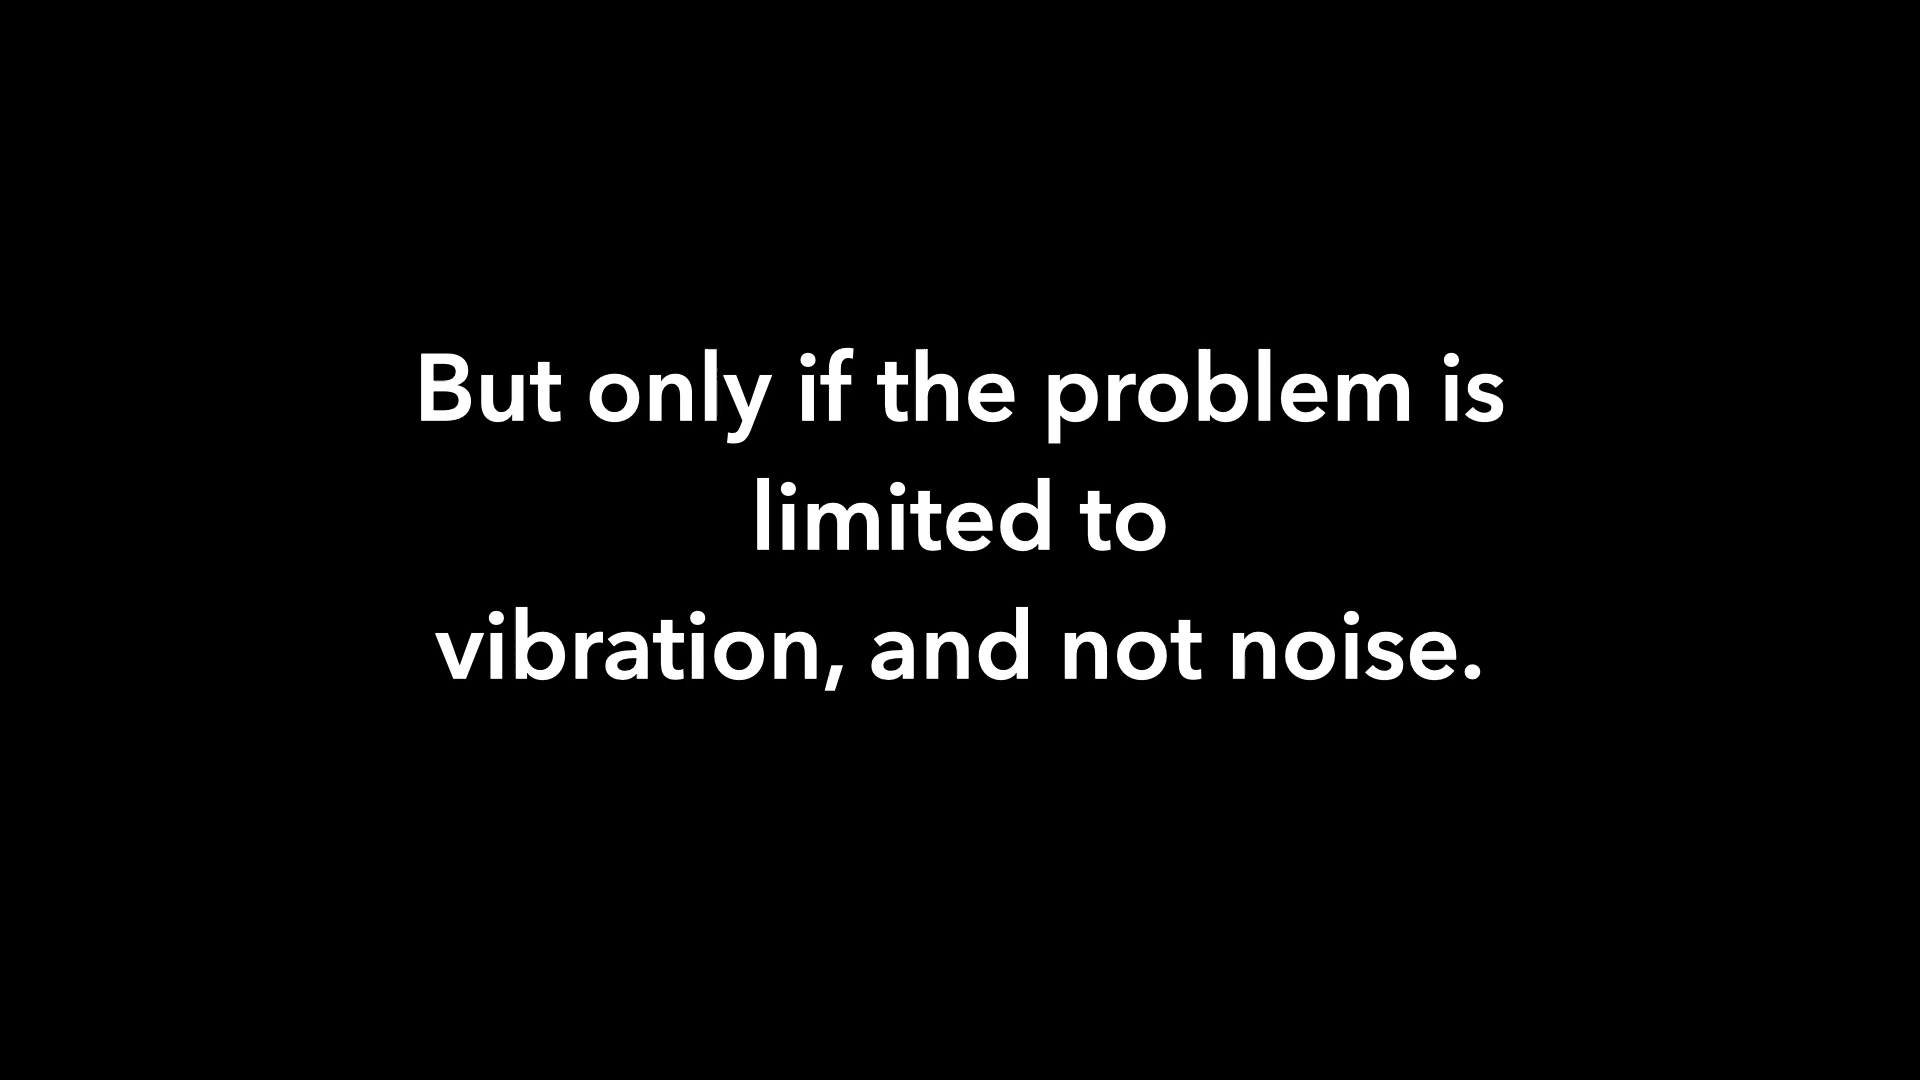 But only if the problem is
limited to
vibration, and not noise.